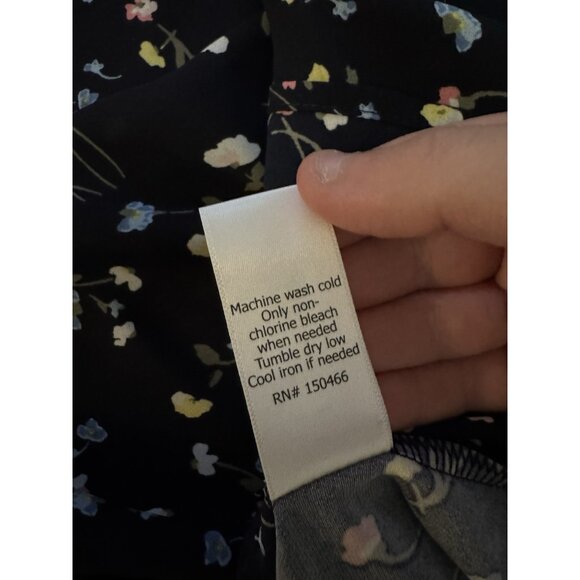 Machine wash cold
Only non-
chlorine bleach
when needed
Tumble dry low
Cool iron if needed
RN# 150466